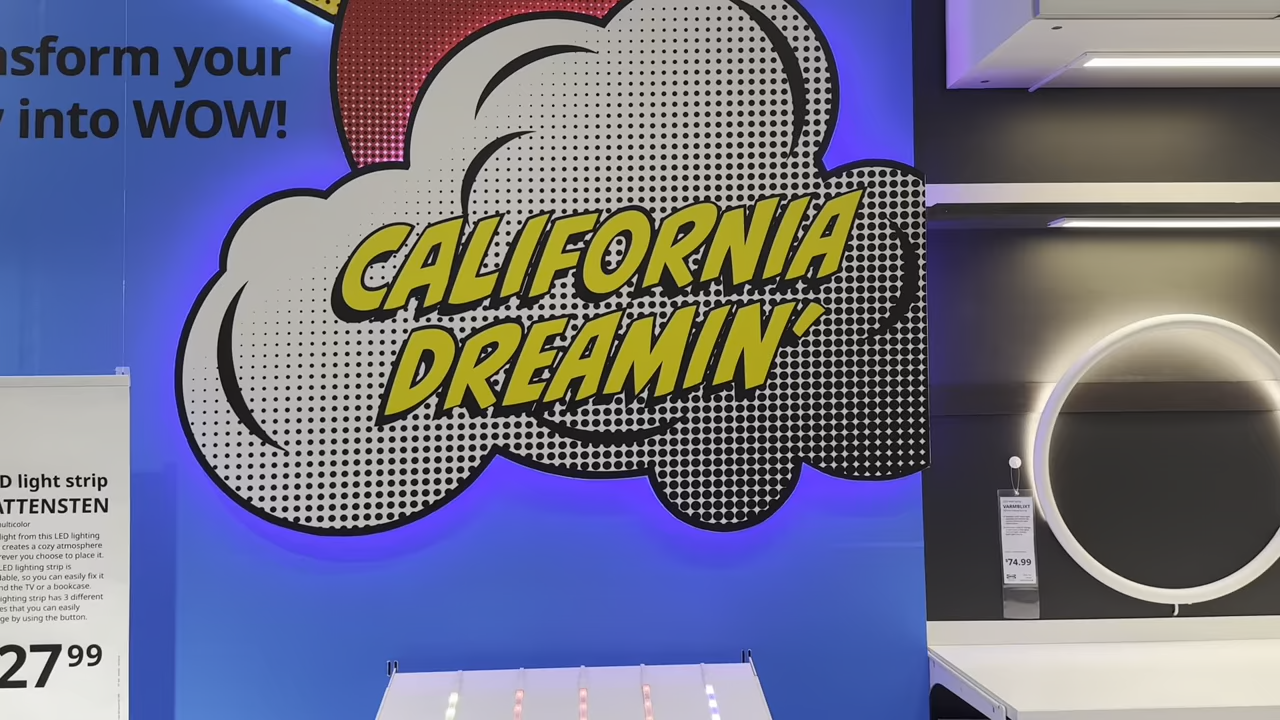 nsform your
into WOW!
CALIFORNIA
DREAMIN'
D light strip
ATTENSTEN
multicolor
light from this LED lighting
creates a cozy atmosphere
rever you choose to place it.
LED lighting strip is
dable, so you can easily fix it
nd the TV or a bookcase.
ighting strip has 3 different
es that you can easily
ge by using the button.
27 99
VARMBLIXT
$74.99